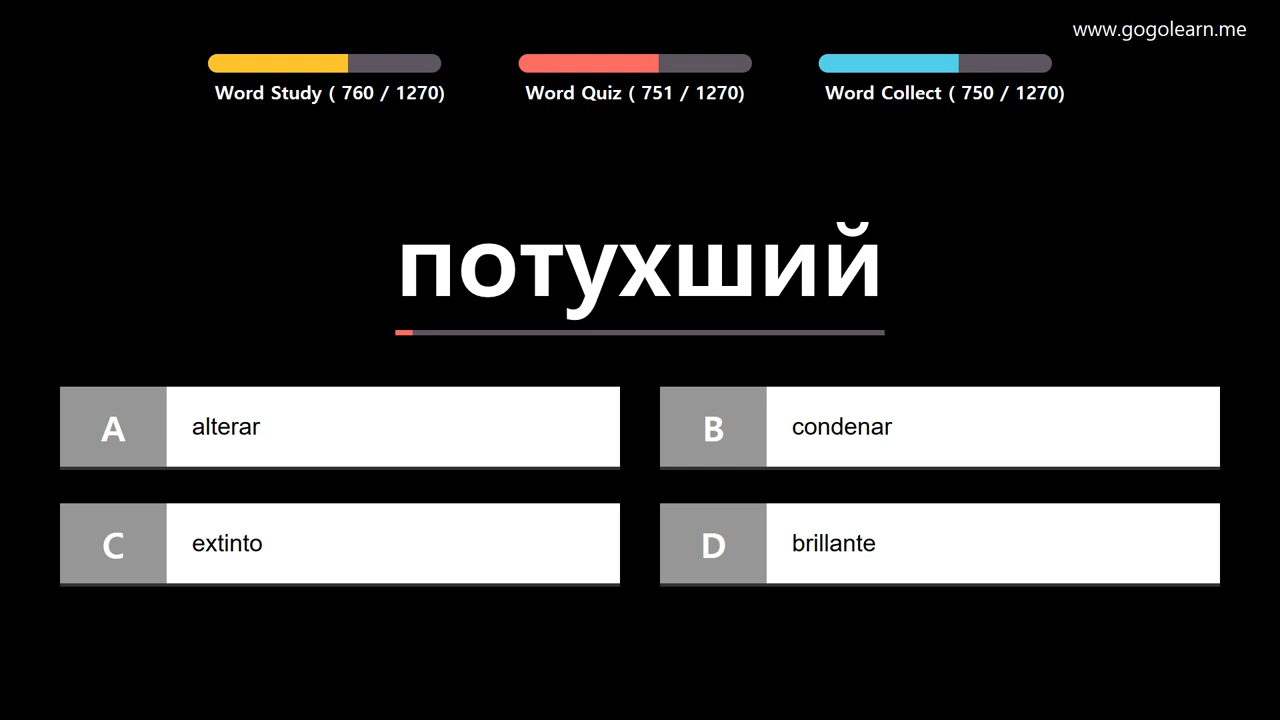 www.gogolearn.me
Word Study ( 760 / 1270)
Word Quiz ( 751 / 1270)
Word Collect ( 750 / 1270)
потухший
A alterar
B condenar
C extinto
D brillante